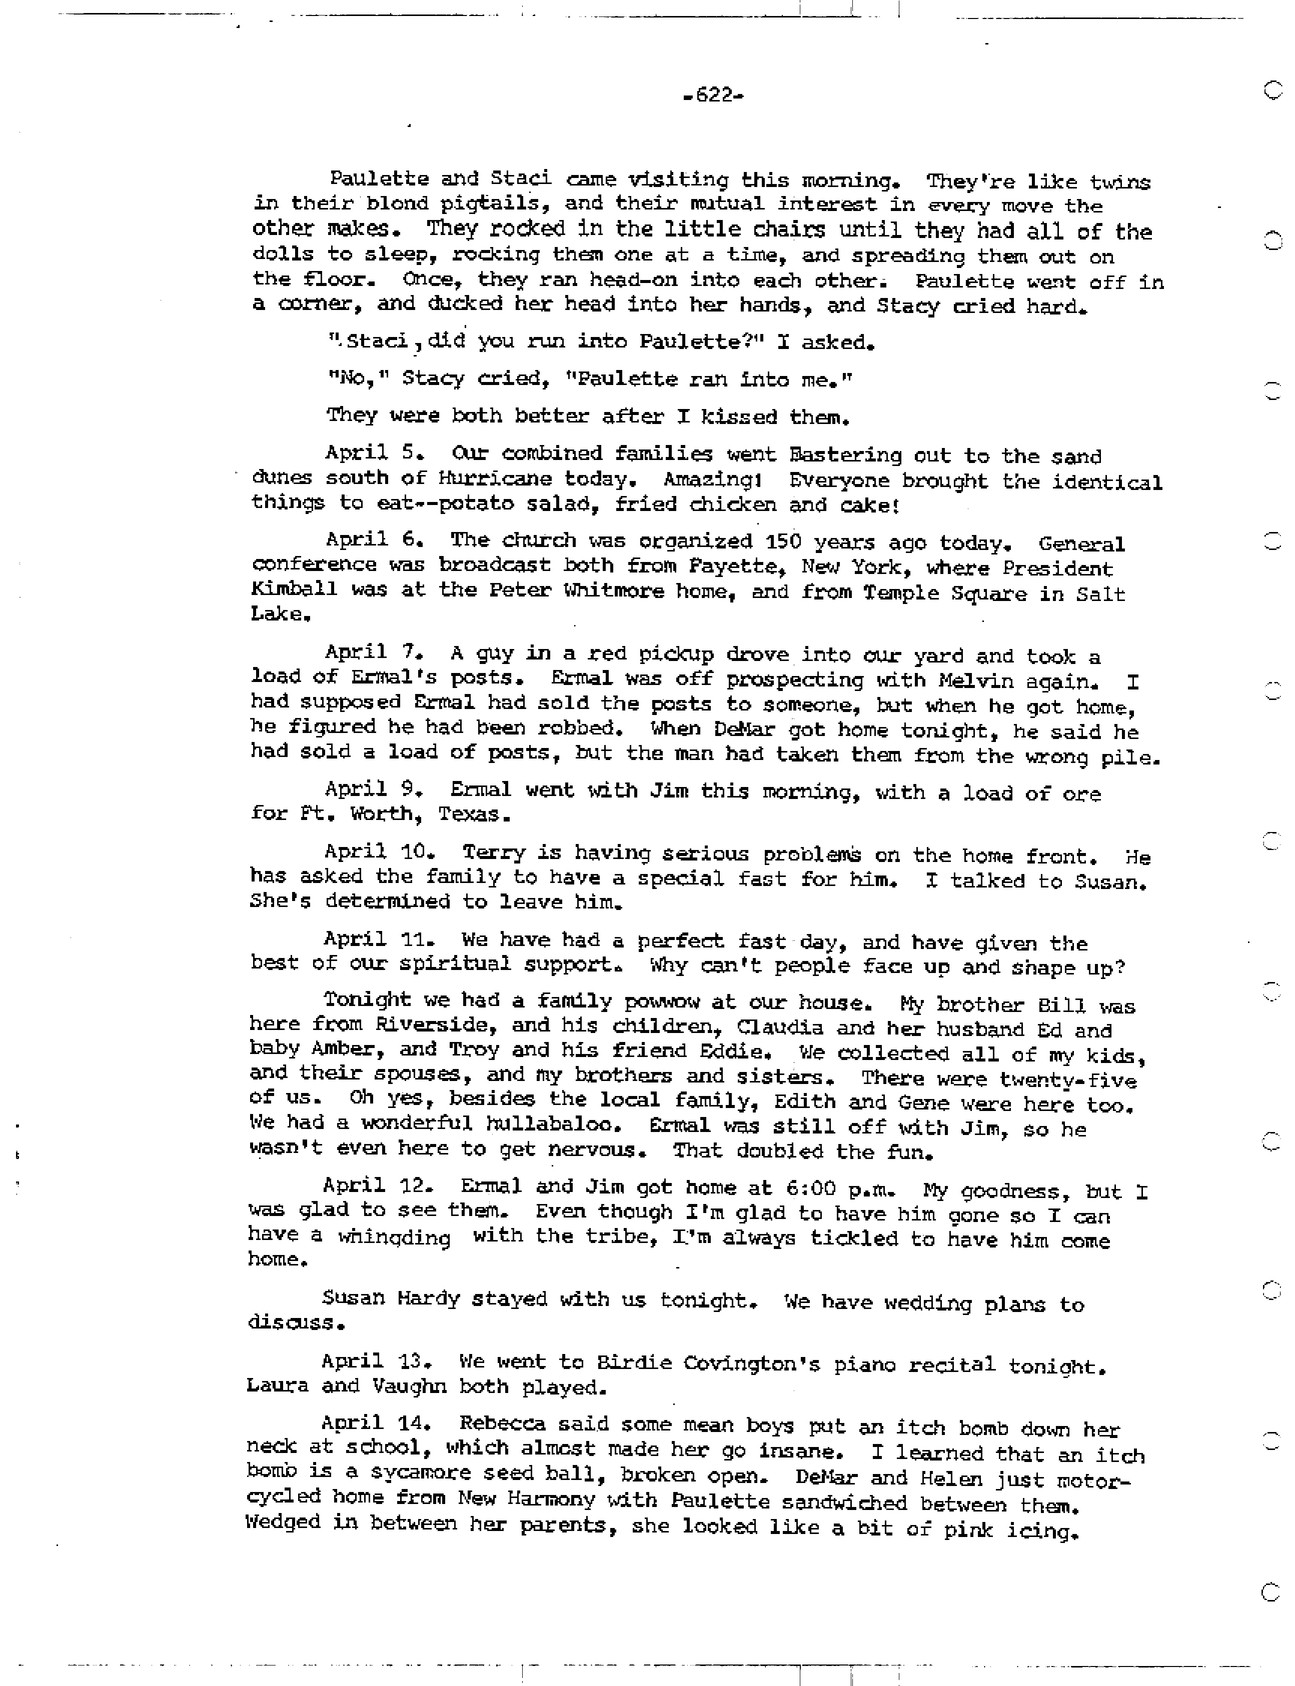 -622-
Paulette and Staci came visiting this morning. They're like twins
in their blond pigtails, and their mutual interest in every move the
other makes. They rocked in the little chairs until they had all of the
dolls to sleep, rocking them one at a time, and spreading them out on
the floor. Once, they ran head-on into each other. Paulette went off in
a corner, and ducked her head into her hands, and Stacy cried hard.
"Staci, did you run into Paulette?" I asked.
"No," Stacy cried, "Paulette ran into me."
They were both better after I kissed them.
April 5. Our combined families went Eastering out to the sand
dunes south of Hurricane today. Amazing! Everyone brought the identical
things to eat--potato salad, fried chicken and cake!
April 6. The church was organized 150 years ago today. General
conference was broadcast both from Fayette, New York, where President
Kimball was at the Peter Whitmore home, and from Temple Square in Salt
Lake.
April 7. A guy in a red pickup drove into our yard and took a
load of Ermal's posts. Ermal was off prospecting with Melvin again. I
had supposed Ermal had sold the posts to someone, but when he got home,
he figured he had been robbed. When DeMar got home tonight, he said he
had sold a load of posts, but the man had taken them from the wrong pile.
April 9. Ermal went with Jim this morning, with a load of ore
for Ft. Worth, Texas.
April 10. Terry is having serious problems on the home front. He
has asked the family to have a special fast for him. I talked to Susan.
She's determined to leave him.
April 11. We have had a perfect fast day, and have given the
best of our spiritual support. Why can't people face up and shape up?
Tonight we had a family powwow at our house. My brother Bill was
here from Riverside, and his children, Claudia and her husband Ed and
baby Amber, and Troy and his friend Eddie. We collected all of my kids,
and their spouses, and my brothers and sisters. There were twenty-five
of us. Oh yes, besides the local family, Edith and Gene were here too.
We had a wonderful hullabaloo. Ermal was still off with Jim, so he
wasn't even here to get nervous. That doubled the fun.
April 12. Ermal and Jim got home at 6:00 p.m. My goodness, but I
was glad to see them. Even though I'm glad to have him gone so I can
have a whingding with the tribe, I'm always tickled to have him come
home.
Susan Hardy stayed with us tonight. We have wedding plans to
discuss.
April 13. We went to Birdie Covington's piano recital tonight.
Laura and Vaughn both played.
April 14. Rebecca said some mean boys put an itch bomb down her
neck at school, which almost made her go insane. I learned that an itch
bomb is a sycamore seed ball, broken open. DeMar and Helen just motor-
cycled home from New Harmony with Paulette sandwiched between them.
Wedged in between her parents, she looked like a bit of pink icing.